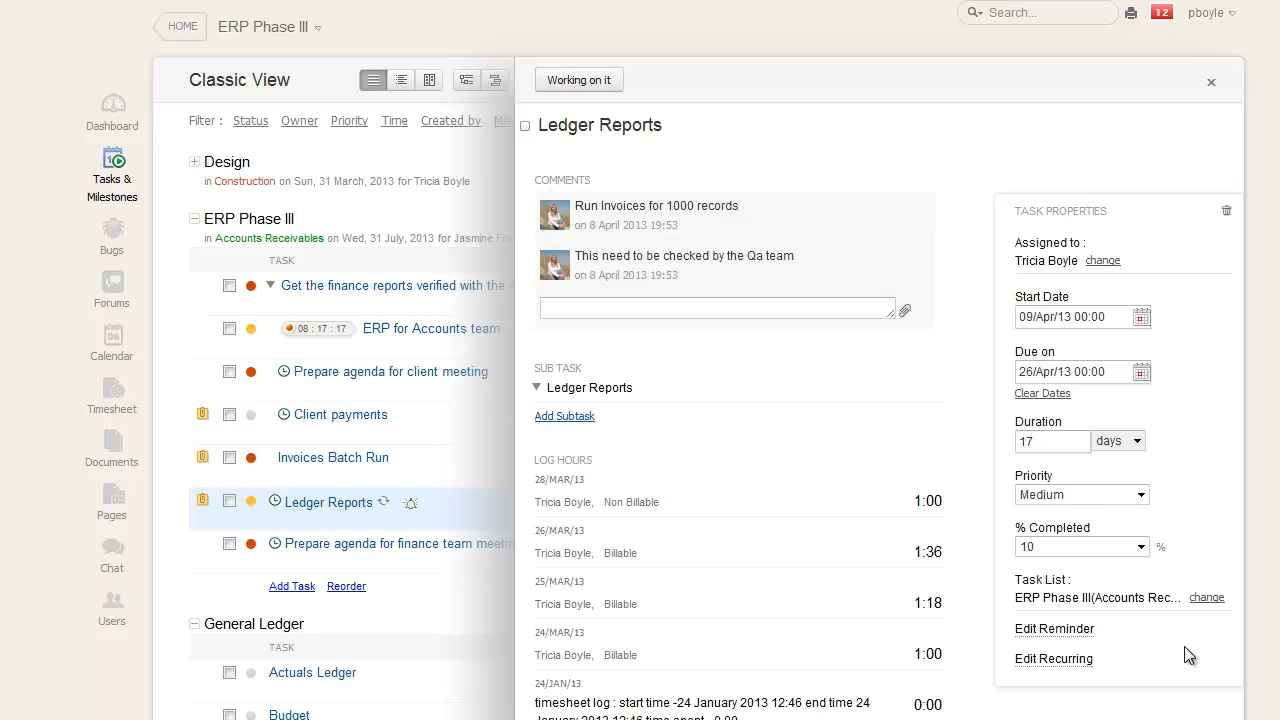 HOME
ERP Phase III
Search...
12
pboyle
Dashboard
Tasks &
Milestones
Bugs
Forums
Calendar
Timesheet
Documents
Pages
Chat
Users
Classic View
Filter : Status Owner Priority Time Created by
Design
in Construction on Sun, 31 March, 2013 for Tricia Boyle
ERP Phase III
in Accounts Receivables on Wed, 31 July, 2013 for Jasmine
TASK
Get the finance reports verified with the
08 : 17 : 17 ERP for Accounts team
Prepare agenda for client meeting
Client payments
Invoices Batch Run
Ledger Reports
Prepare agenda for finance team
Add Task Reorder
General Ledger
TASK
Actuals Ledger
Budget
Working on it
Ledger Reports
COMMENTS
Run Invoices for 1000 records
on 8 April 2013 19:53
This need to be checked by the Qa team
on 8 April 2013 19:53
SUB TASK
Ledger Reports
Add Subtask
LOG HOURS
28/MAR/13
Tricia Boyle, Non Billable 1:00
26/MAR/13
Tricia Boyle, Billable 1:36
25/MAR/13
Tricia Boyle, Billable 1:18
24/MAR/13
Tricia Boyle, Billable 1:00
24/JAN/13
timesheet log : start time -24 January 2013 12:46 end time 24 0:00
January 2013 12:46 time spent - 0:00
TASK PROPERTIES
Assigned to :
Tricia Boyle change
Start Date
09/Apr/13 00:00
Due on
26/Apr/13 00:00
Clear Dates
Duration
17 days
Priority
Medium
% Completed
10 %
Task List :
ERP Phase III(Accounts Rec... change
Edit Reminder
Edit Recurring